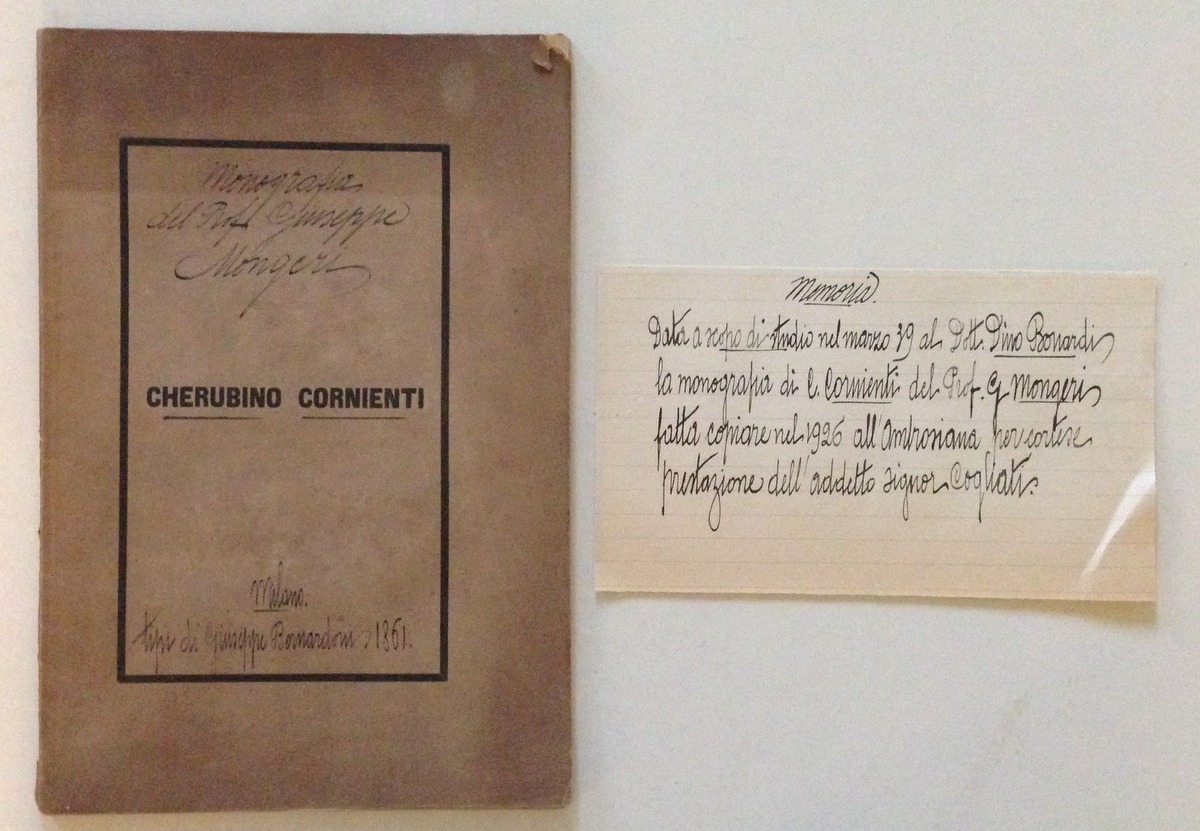 Monografia
del Prof. Giuseppe
Mongeri
CHERUBINO CORNIENTI
Milano.
tipi di Giuseppe Bernardoni 1861.
Memoria.
Data a scopo di studio nel marzo 39 al Dott. Dino Bonardi
la monografia di C. Cornienti del Prof. G Mongeri
fatta copiare nel 1926 all'Ambrosiana per cortese
prestazione dell'addetto signor Cogliati.